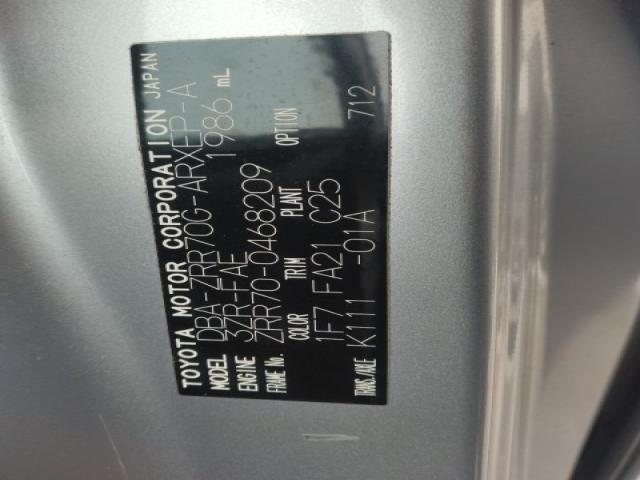 TOYOTA MOTOR CORPORATION JAPAN
MODEL DBA-ZRR70G-ARXEP-A
ENGINE 3ZR-FAE 1986 mL
FRAME No. ZRR70-0468209
COLOR TRIM PLANT OPTION
1F7 FA21 C25
TRANS./AXLE K111 -01A 712